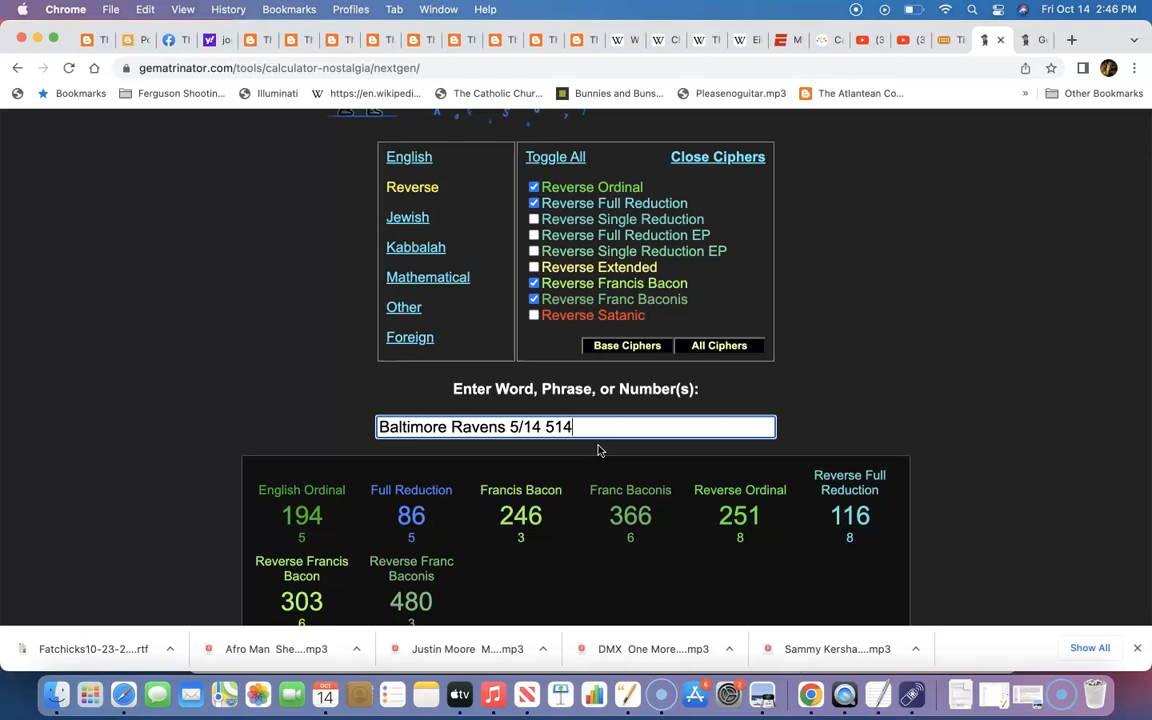 Chrome File Edit View History Bookmarks Profiles Tab Window Help Fri Oct 14 2:46 PM
gematrinator.com/tools/calculator-nostalgia/nextgen/
Bookmarks Ferguson Shootin... Illuminati https://en.wikipedi... The Catholic Chur... Bunnies and Buns... Pleasenoguitar.mp3 The Atlantean Co... » Other Bookmarks
English Toggle All Close Ciphers
Reverse
Jewish
Kabbalah
Mathematical
Other
Foreign
Reverse Ordinal
Reverse Full Reduction
Reverse Single Reduction
Reverse Full Reduction EP
Reverse Single Reduction EP
Reverse Extended
Reverse Francis Bacon
Reverse Franc Baconis
Reverse Satanic
Base Ciphers All Ciphers
Enter Word, Phrase, or Number(s):
Baltimore Ravens 5/14 514
English Ordinal Full Reduction Francis Bacon Franc Baconis Reverse Ordinal Reverse Full Reduction
194 86 246 366 251 116
5 5 3 6 8 8
Reverse Francis Bacon Reverse Franc Baconis
303 480
6 3
Fatchicks10-23-2....rtf Afro Man She....mp3 Justin Moore M....mp3 DMX One More....mp3 Sammy Kersha....mp3 Show All